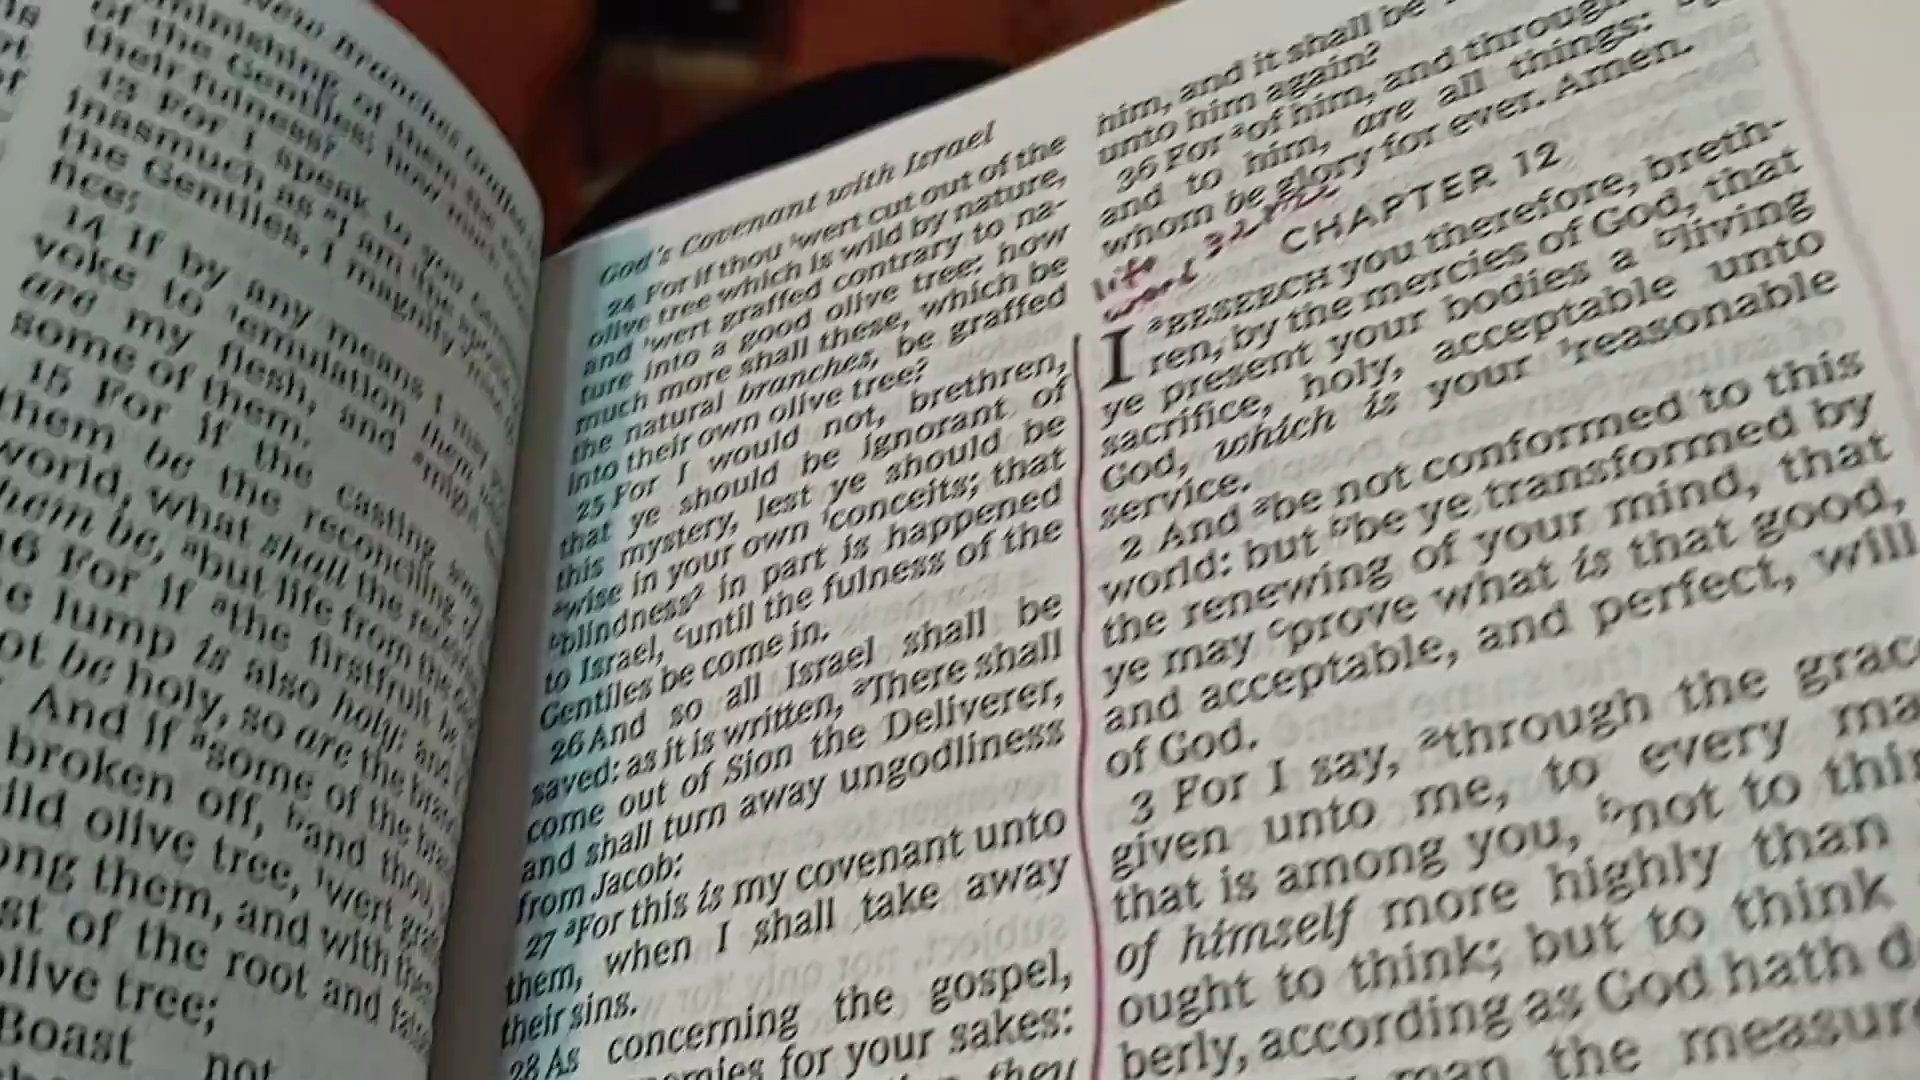 New Branches
minishing of them the
of the Gentiles; how much more
their fulness?
13 For I speak to you
inasmuch as I am the
the Gentiles, I magnify
fice:
14 If by any means I may
voke to emulation them
are my flesh, and might
some of them.
15 For if the casting
them be the reconciling
world, what shall the
them be, but life from the
16 For if the firstfruit be
lump is also holy: and
be holy, so are the
And if some of the
broken off, and thou,
olive tree, wert
them, and with
of the root and
olive tree;
Boast not
God's Covenant with Israel
24 For if thou wert cut out of the
olive tree which is wild by nature,
and wert graffed contrary to na-
ture into a good olive tree: how
much more shall these, which be
the natural branches, be graffed
into their own olive tree?
25 For I would not, brethren,
that ye should be ignorant of
this mystery, lest ye should be
wise in your own conceits; that
blindness in part is happened
to Israel, until the fulness of the
Gentiles be come in.
26 And so all Israel shall be
saved: as it is written, There shall
come out of Sion the Deliverer,
and shall turn away ungodliness
from Jacob:
27 For this is my covenant unto
them, when I shall take away
their sins.
28 As concerning the gospel,
for your sakes:
they
him, and it shall be
unto him again?
36 For of him, and through
and to him, are all things:
whom be glory for ever. Amen.
CHAPTER 12
I BESEECH you therefore, breth-
ren, by the mercies of God, that
ye present your bodies a living
sacrifice, holy, acceptable unto
God, which is your reasonable
service.
2 And be not conformed to this
world: but be ye transformed by
the renewing of your mind, that
ye may prove what is that good,
and acceptable, and perfect, will
of God.
3 For I say, through the
given unto me, to every
that is among you, not to
of himself more highly than
ought to think; but to think
berly, according as God hath
man the